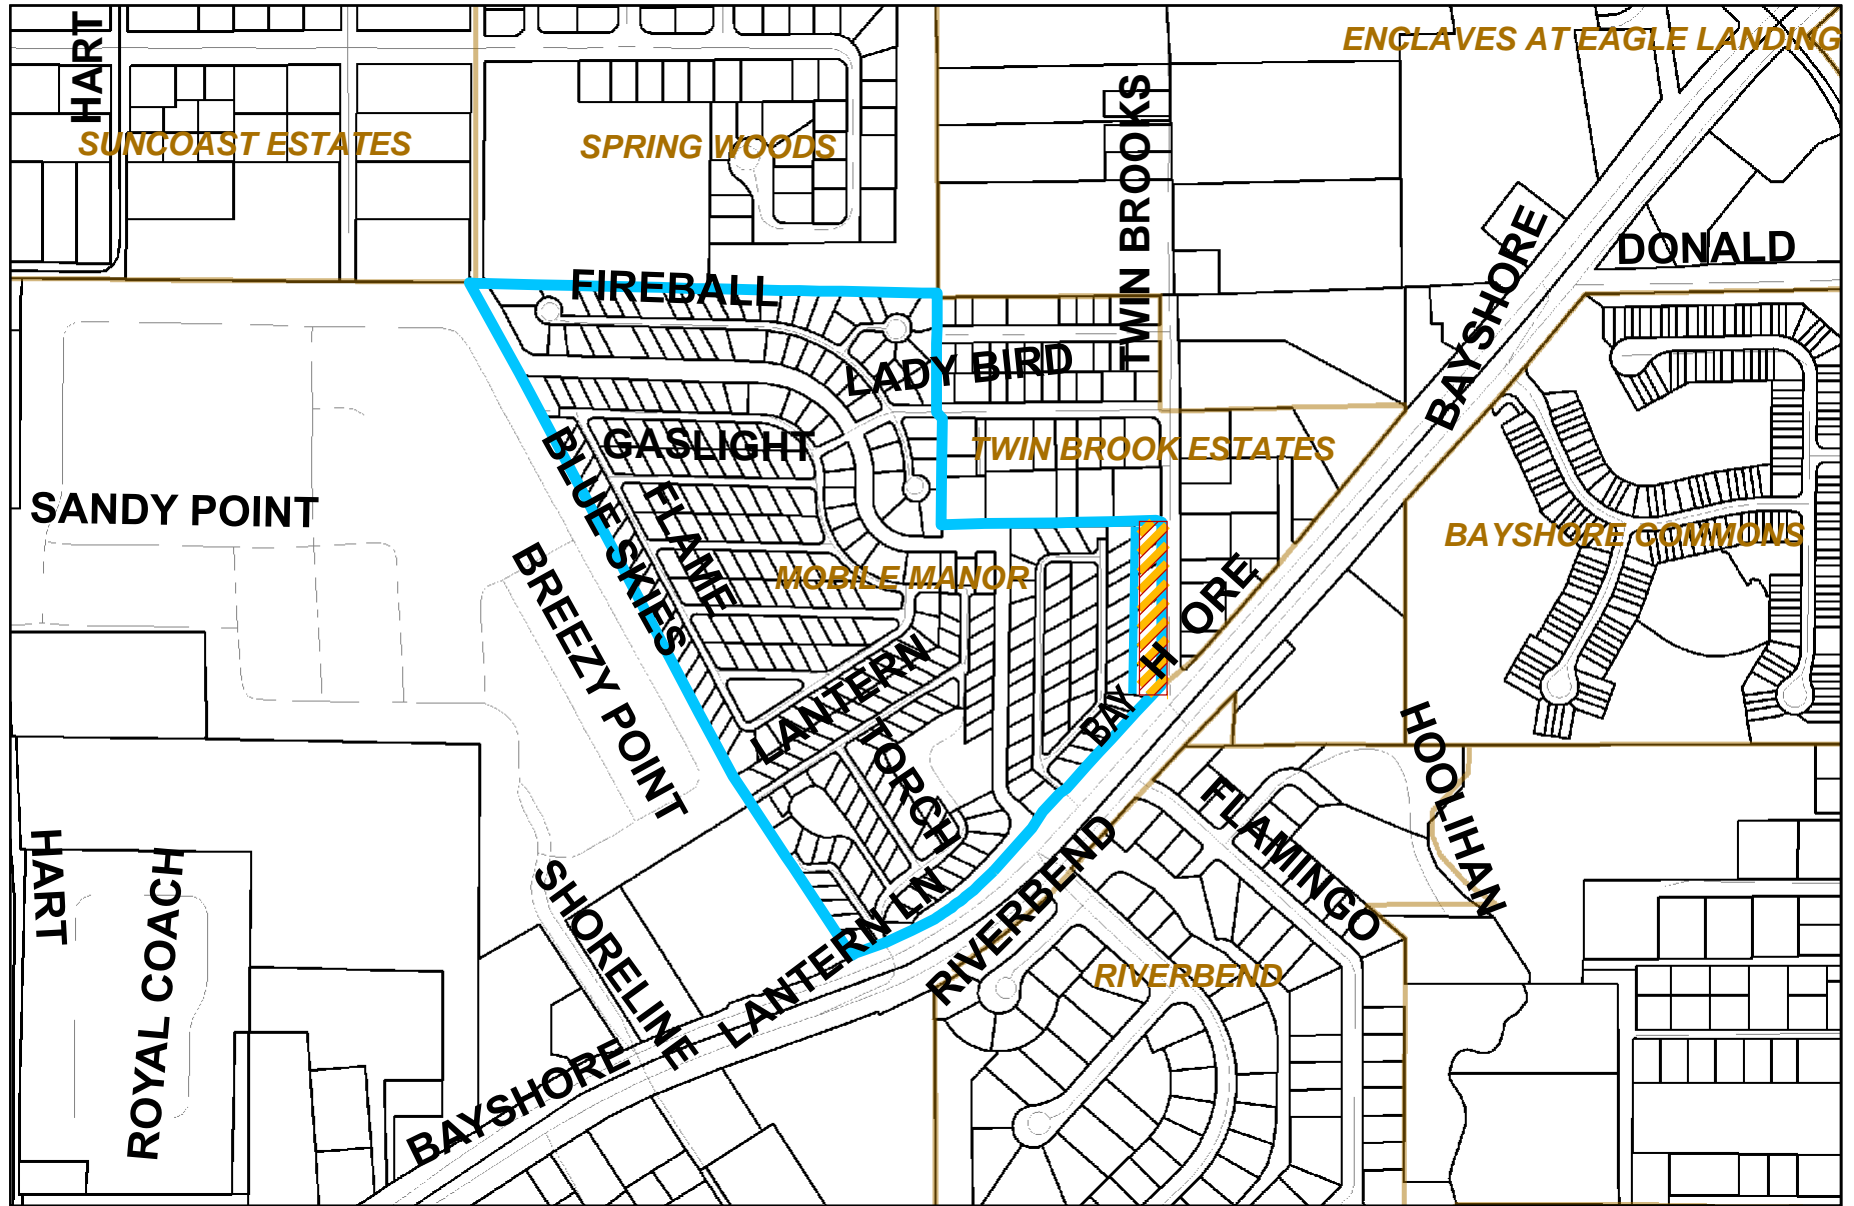 ENCLAVES AT EAGLE LANDING
HART
SUNCOAST ESTATES
SPRING WOODS
TWIN BROOKS
BAYSHORE
DONALD
FIREBALL
LADY BIRD
GASLIGHT
TWIN BROOK ESTATES
BLUE SKIES
FLAME
SANDY POINT
BREEZY POINT
MOBILE MANOR
BAYSHORE COMMONS
BAY H ORE
LANTERN
TORCH
HOOLIHAN
FLAMINGO
HART
ROYAL COACH
SHORELINE
LANTERN LN
RIVERBEND
RIVERBEND
BAYSHORE